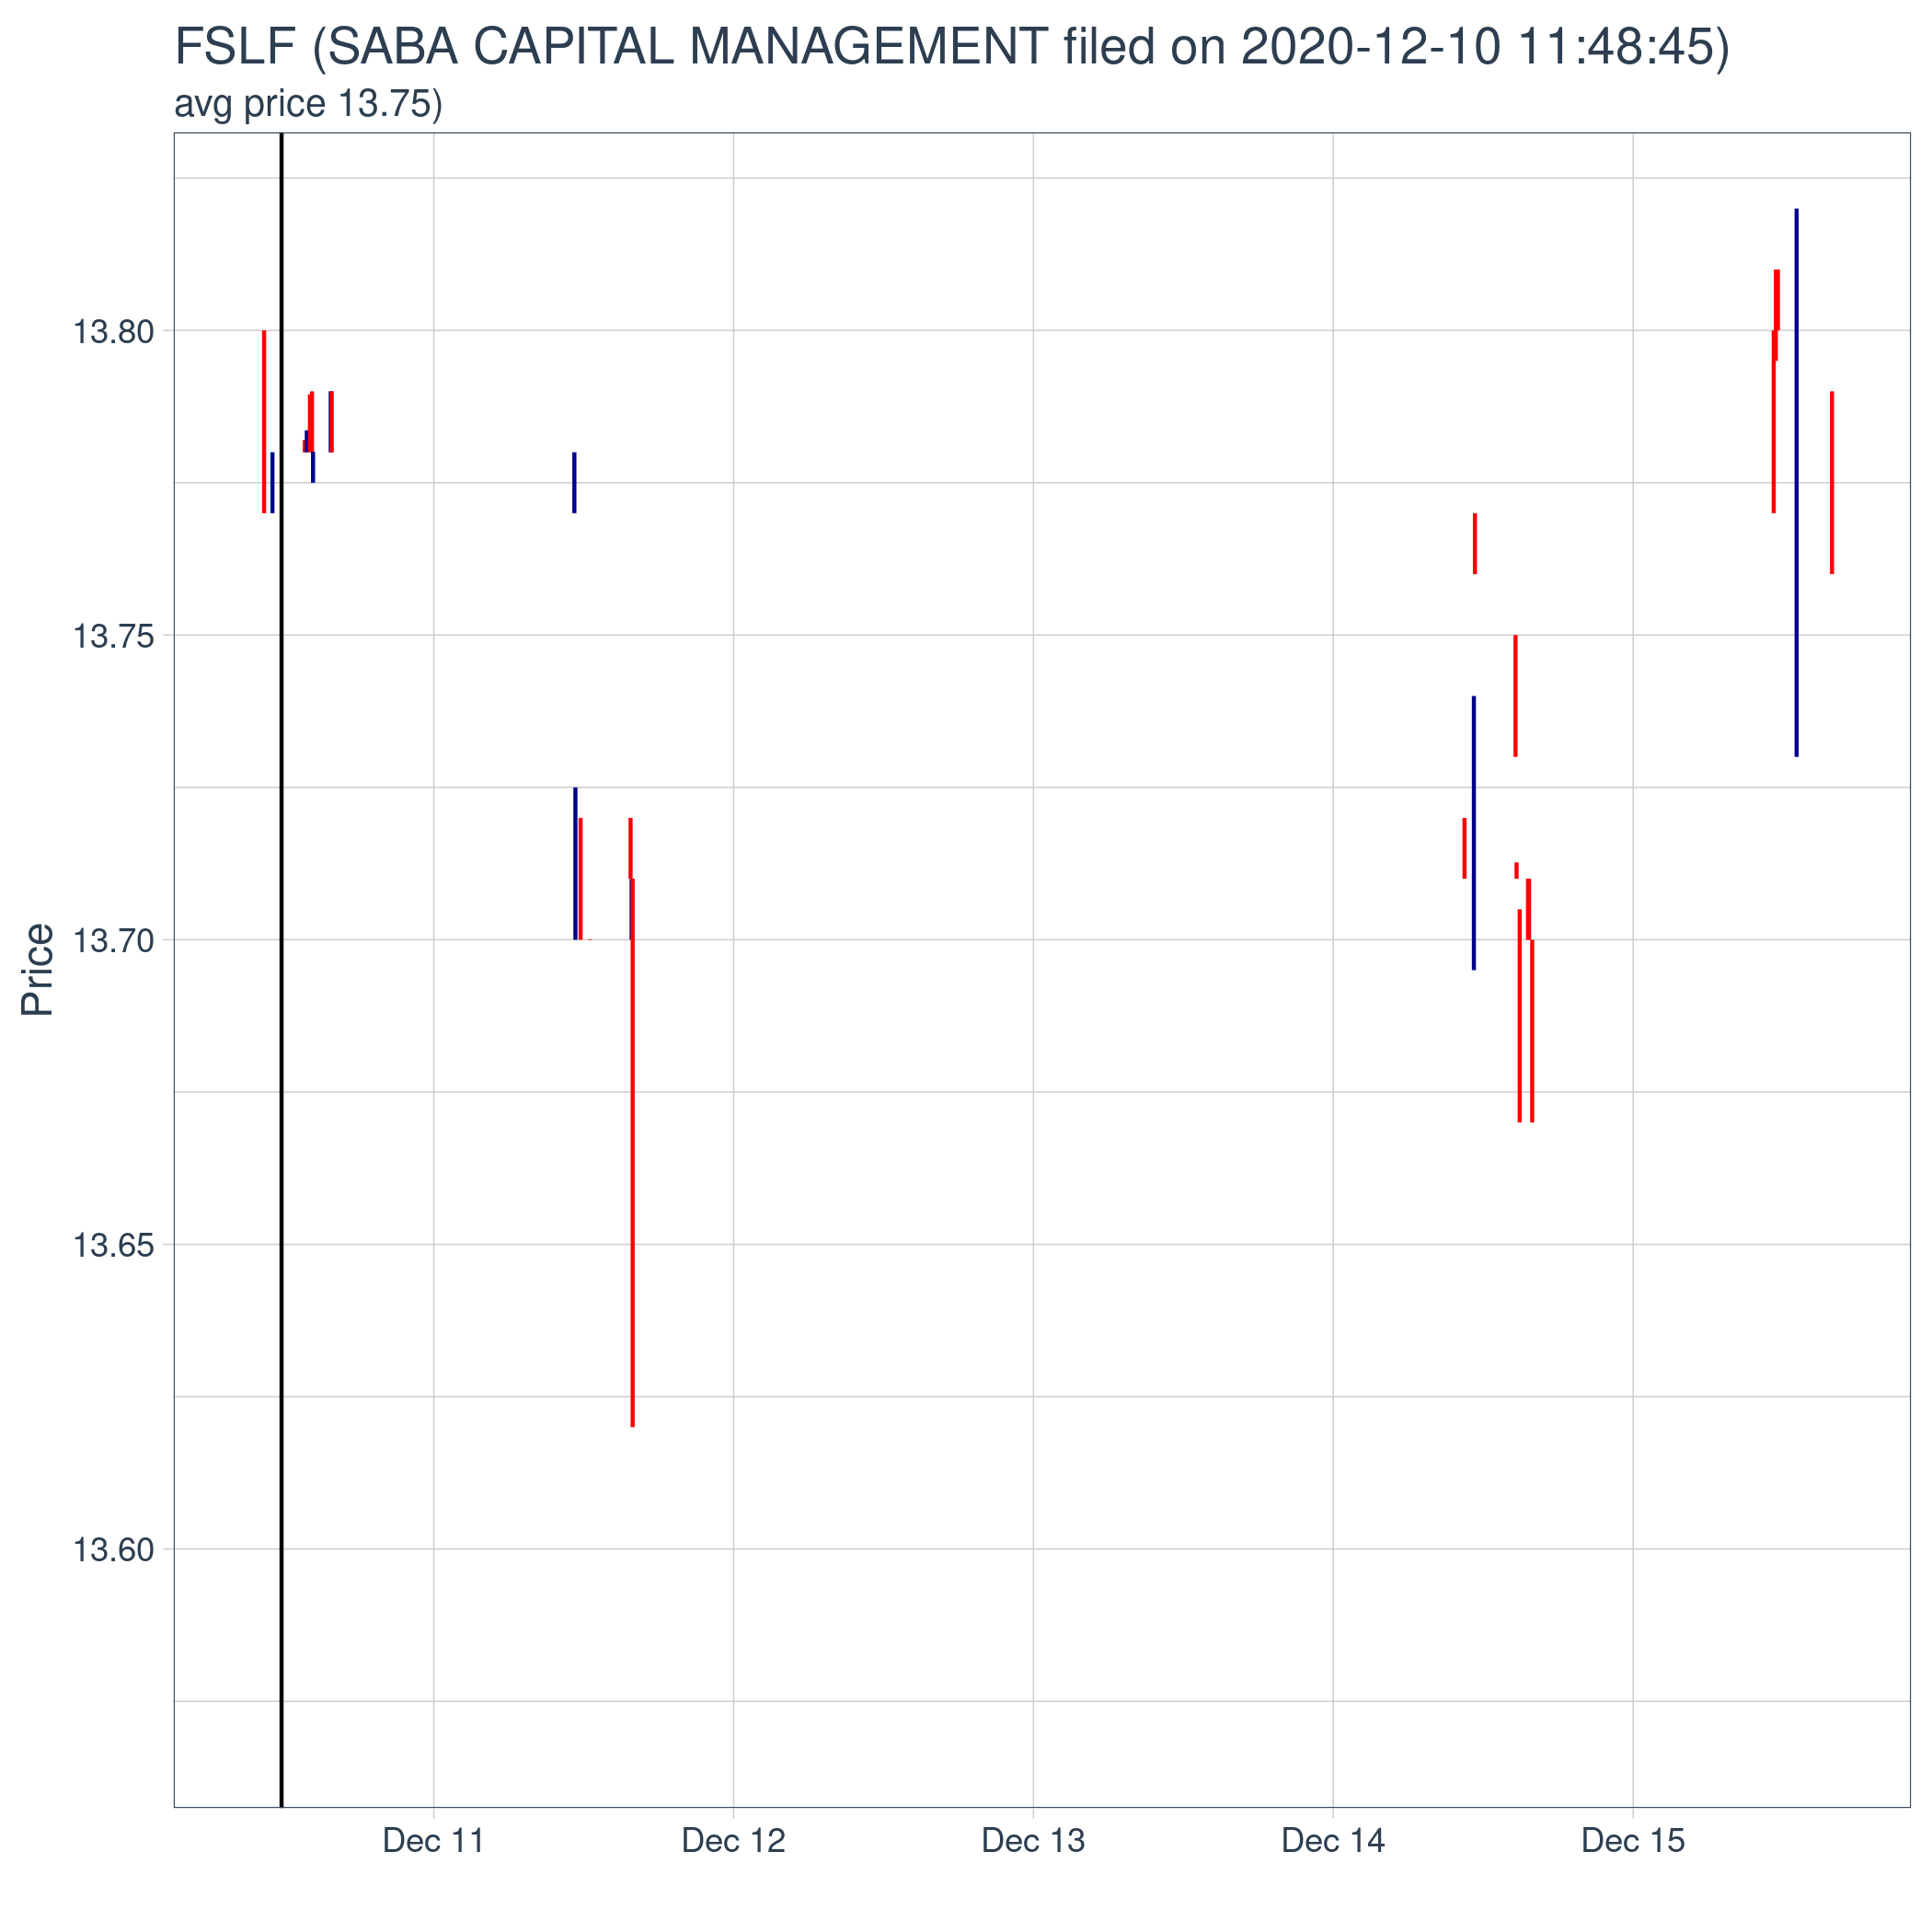 FSLF (SABA CAPITAL MANAGEMENT filed on 2020-12-10 11:48:45)
avg price 13.75)
13.80
13.75
13.70
Price
13.65
13.60
Dec 11 Dec 12 Dec 13 Dec 14 Dec 15